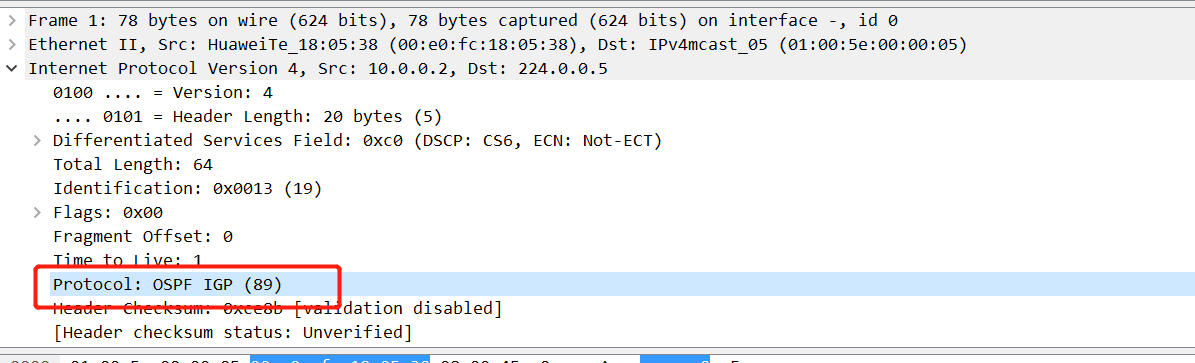 Frame 1: 78 bytes on wire (624 bits), 78 bytes captured (624 bits) on interface -, id 0
Ethernet II, Src: HuaweiTe_18:05:38 (00:e0:fc:18:05:38), Dst: IPv4mcast_05 (01:00:5e:00:00:05)
Internet Protocol Version 4, Src: 10.0.0.2, Dst: 224.0.0.5
0100 .... = Version: 4
.... 0101 = Header Length: 20 bytes (5)
Differentiated Services Field: 0xc0 (DSCP: CS6, ECN: Not-ECT)
Total Length: 64
Identification: 0x0013 (19)
Flags: 0x00
Fragment Offset: 0
Time to Live: 1
Protocol: OSPF IGP (89)
Header Checksum: 0xce8b [validation disabled]
[Header checksum status: Unverified]